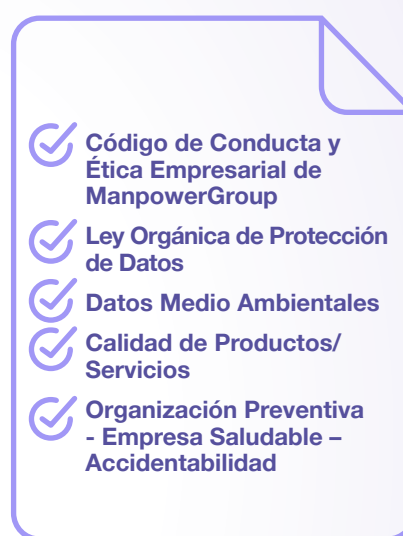 Código de Conducta y
Ética Empresarial de
ManpowerGroup
Ley Orgánica de Protección
de Datos
Datos Medio Ambientales
Calidad de Productos/
Servicios
Organización Preventiva
- Empresa Saludable –
Accidentabilidad